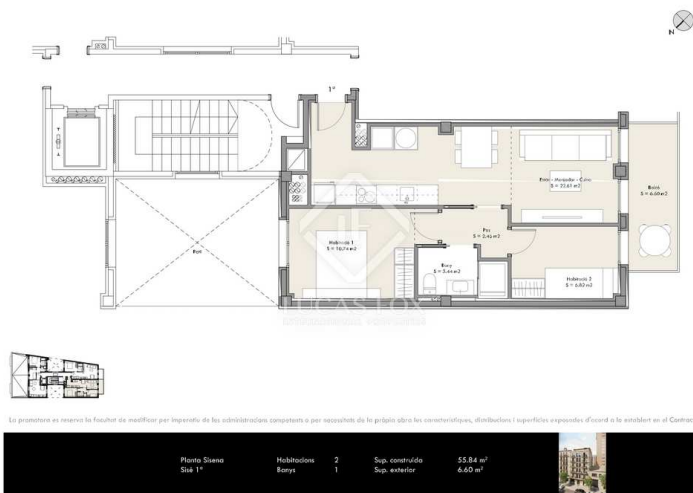 N
1ª
Estar - Menjador - Cuina
S = 22.61 m2
Balcó
S = 6.60 m2
Pas
S = 2.46 m2
Habitació 1
S = 10.74 m2
Pati
Bany
S = 3.44 m2
Habitació 2
S = 6.82 m2
LUCAS FOX
La promotora es reserva la facultat de modificar per imperatiu de les administracions competents o per necessitats de la pròpia obra les característiques, distribucions i superfícies exposades d'acord a lo establert en el Contrac
Planta Sisena Habitacions 2 Sup. construïda 55.84 m²
Sisè 1ª Banys 1 Sup. exterior 6.60 m²